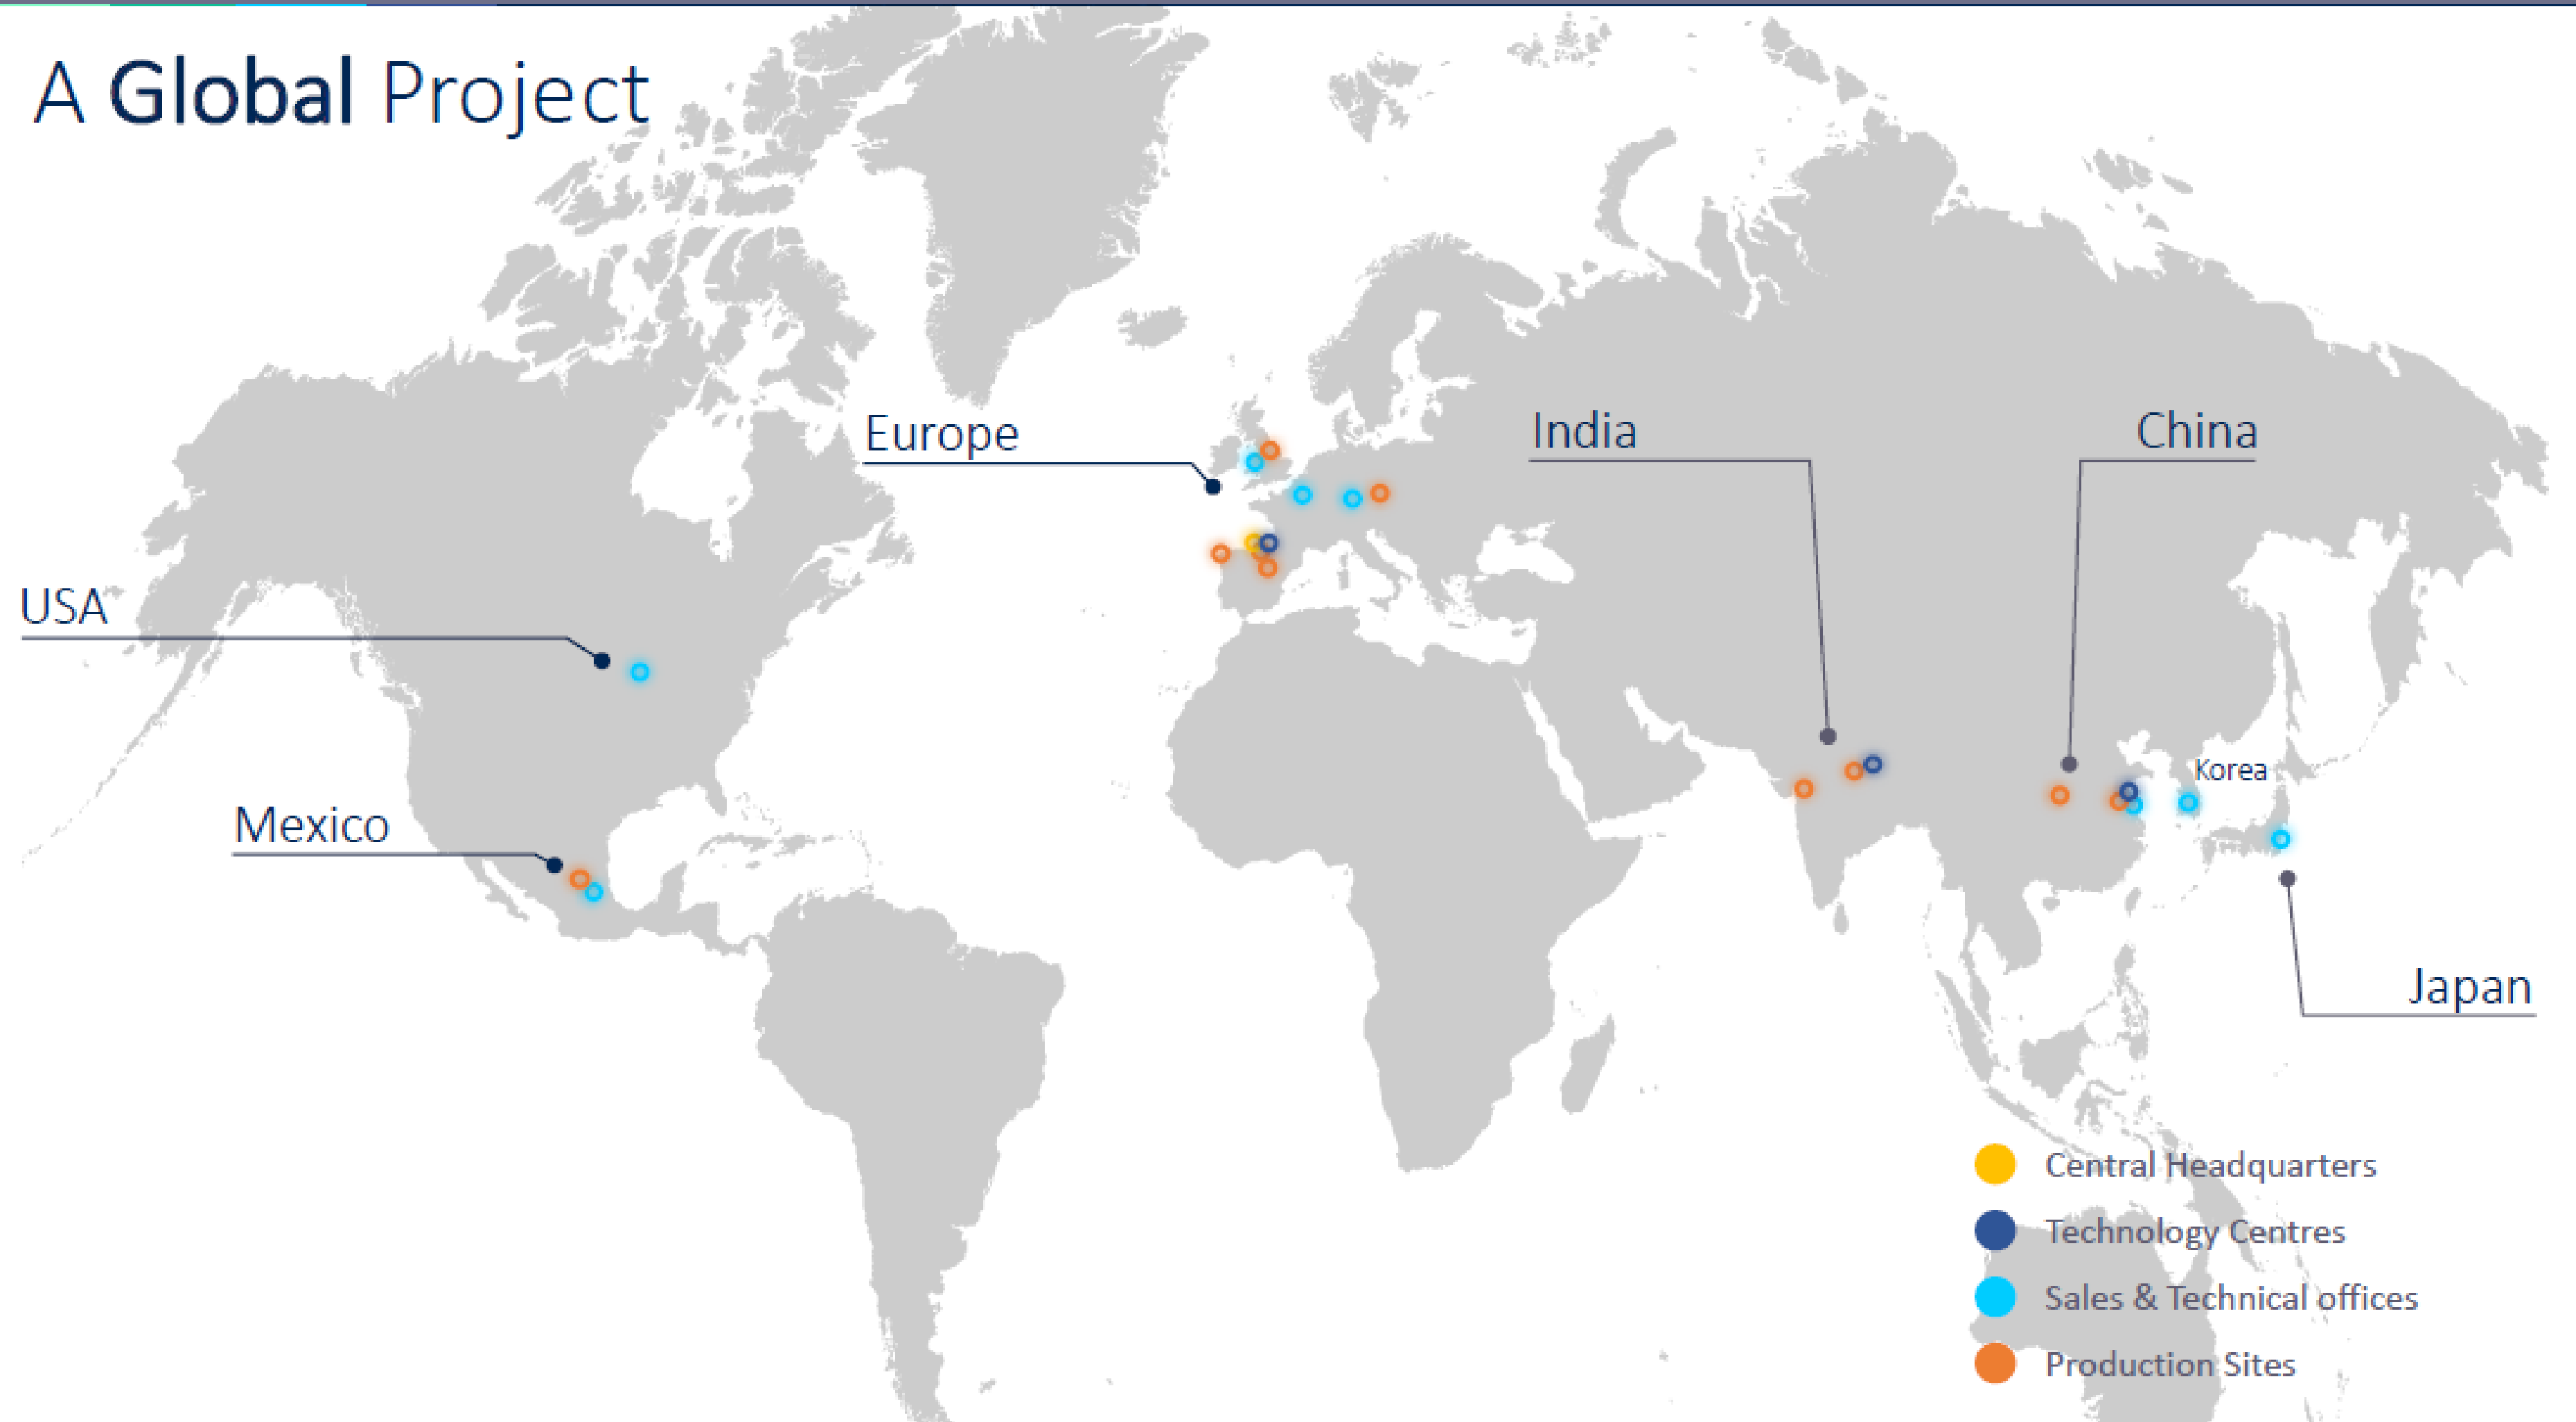 A Global Project
Europe
India
China
USA
Korea
Mexico
Japan
Central Headquarters
Technology Centres
Sales & Technical offices
Production Sites